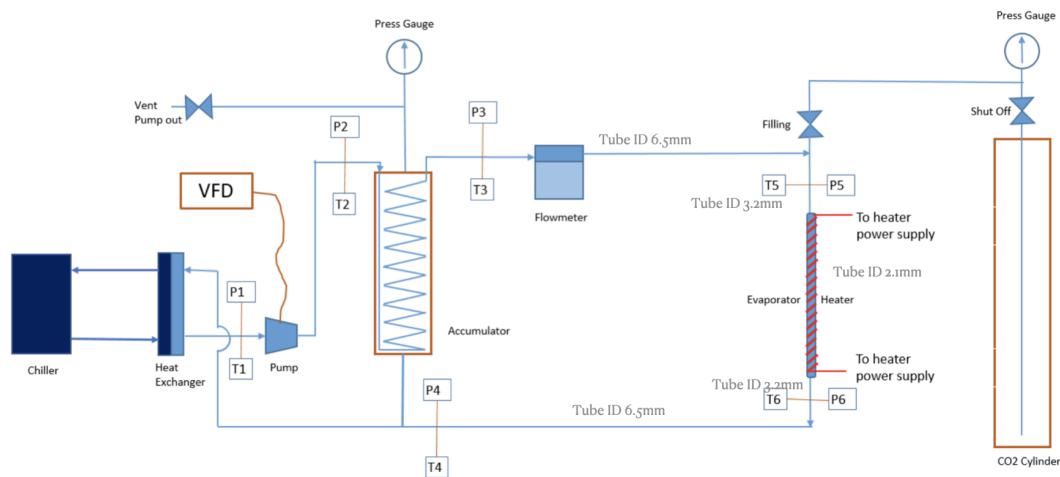 Press Gauge
Press Gauge
Vent
Pump out
P2
P3
Filling
Shut Off
Tube ID 6.5mm
T2
T3
Flowmeter
T5
P5
Tube ID 3.2mm
VFD
To heater
power supply
Tube ID 2.1mm
Evaporator
Heater
P1
T1
Accumulator
Chiller
Heat
Exchanger
Pump
To heater
power supply
P4
Tube ID 3.2mm
T6
P6
Tube ID 6.5mm
T4
CO2 Cylinder